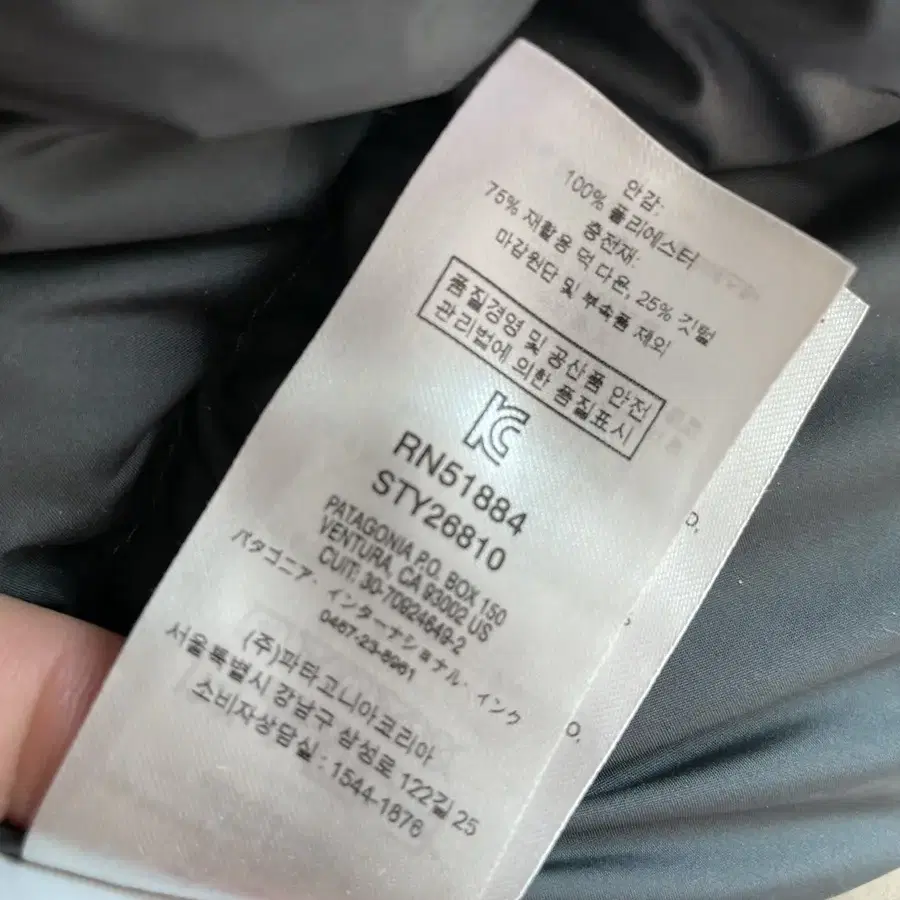 안감:
100% 폴리에스터
충전재:
75% 재활용 덕 다운, 25% 깃털
마감원단 및 부속품 제외
품질경영 및 공산품 안전
관리법에 의한 품질표시
RN51884
STY26810
PATAGONIA P.O. BOX 150
VENTURA, CA 93002 US
CUIT: 30-70924649-2
パタゴニア・インターナショナル・インク
0467-23-8961
(주)파타고니아코리아
서울특별시 강남구 삼성로 122길 25
소비자상담실 : 1544-1876
D.
D.